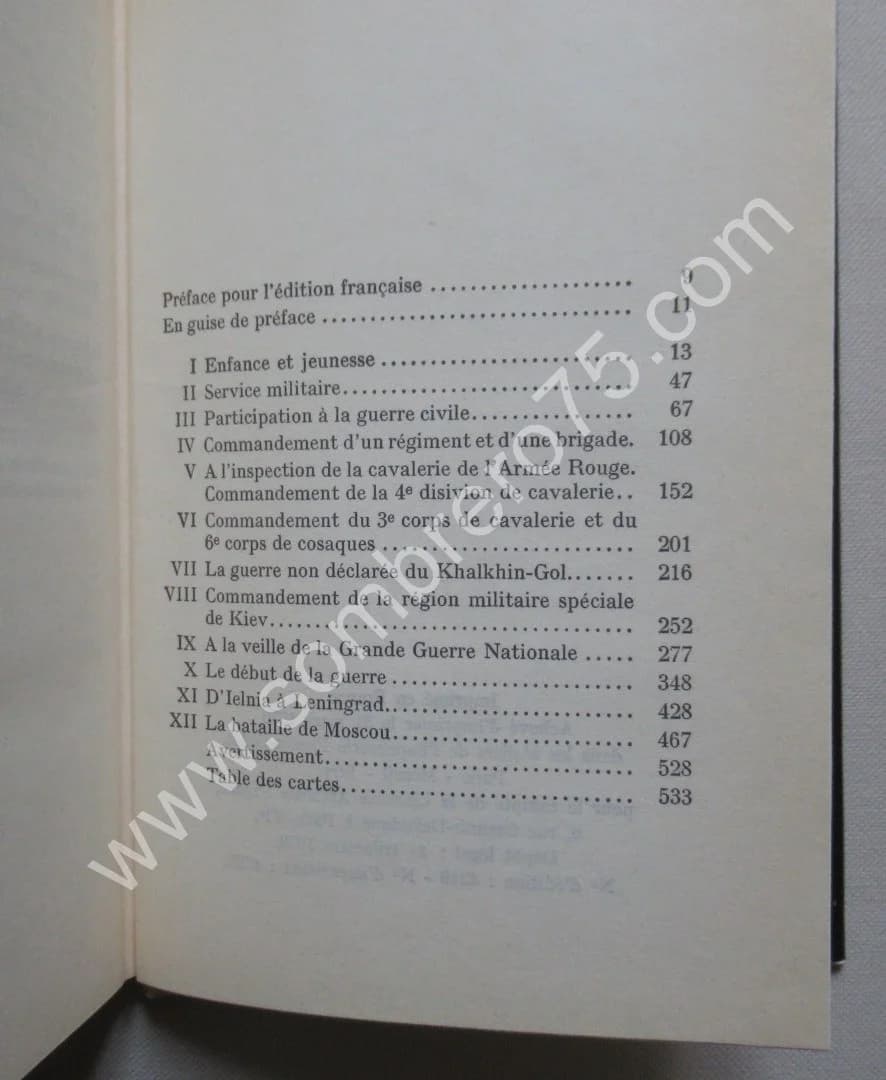 Préface pour l'édition française .................... 9
En guise de préface ................................ 11
I Enfance et jeunesse .......................... 13
II Service militaire.............................. 47
III Participation à la guerre civile................. 67
IV Commandement d'un régiment et d'une brigade. 108
V A l'inspection de la cavalerie de l'Armée Rouge.
Commandement de la 4e disivion de cavalerie.. 152
VI Commandement du 3e corps de cavalerie et du
6e corps de cosaques.......................... 201
VII La guerre non déclarée du Khalkhin-Gol....... 216
VIII Commandement de la région militaire spéciale
de Kiev..................................... 252
IX A la veille de la Grande Guerre Nationale ..... 277
X Le début de la guerre ......................... 348
XI D'Ielnia à Leningrad.......................... 428
XII La bataille de Moscou......................... 467
Avertissement................................ 528
Table des cartes.............................. 533
www.sombrero75.com